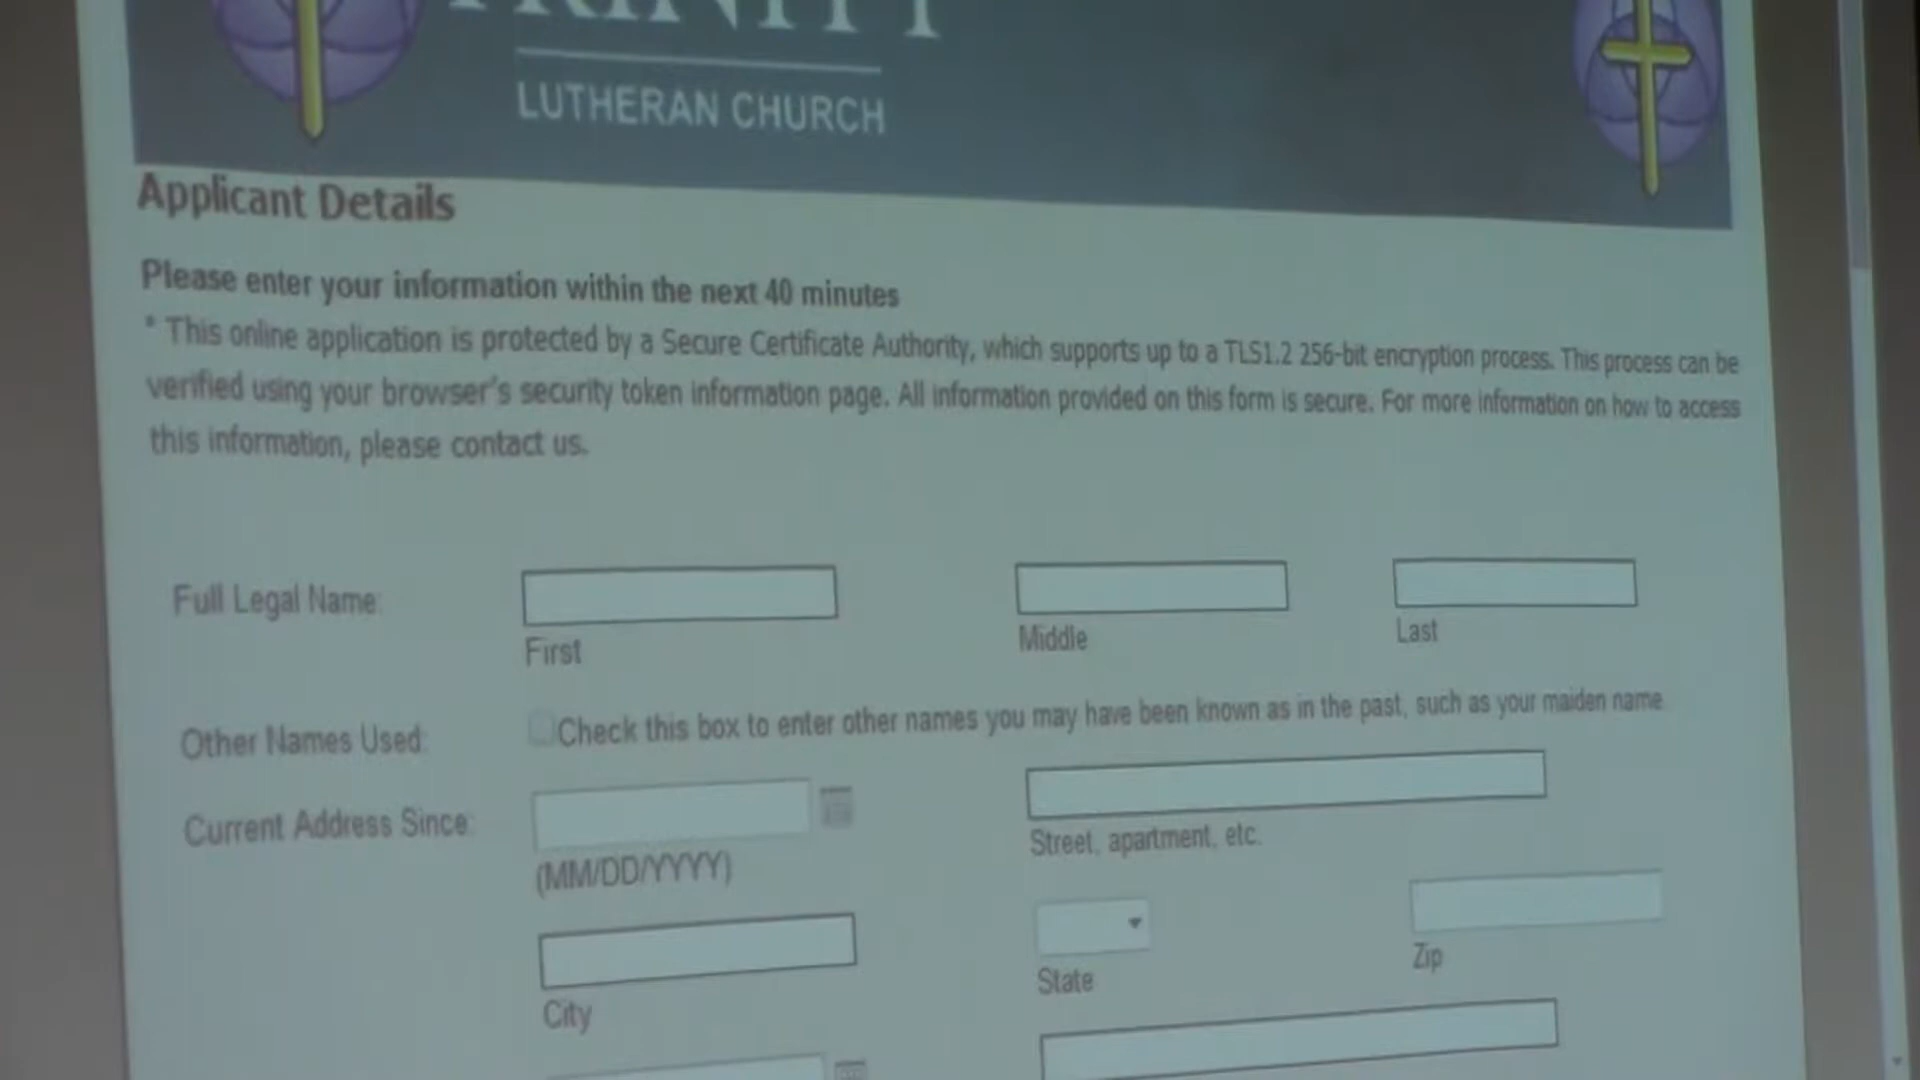 TRINITY
LUTHERAN CHURCH
Applicant Details
Please enter your information within the next 40 minutes
* This online application is protected by a Secure Certificate Authority, which supports up to a TLS1.2 256-bit encryption process. This process can be
verified using your browser's security token information page. All information provided on this form is secure. For more information on how to access
this information, please contact us.
Full Legal Name:
First
Middle
Last
Other Names Used:
Check this box to enter other names you may have been known as in the past, such as your maiden name
Current Address Since:
(MM/DD/YYYY)
Street, apartment, etc.
City
State
Zip